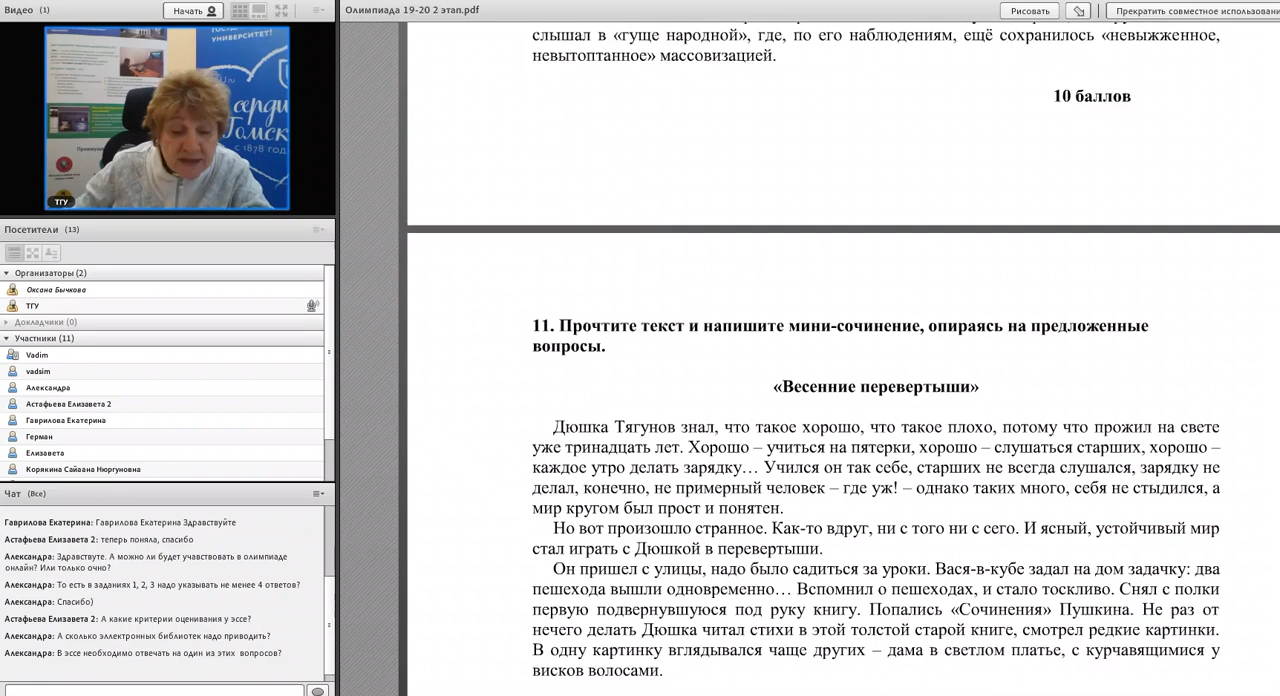 Видео (1)
Начать
Олимпиада 19-20 2 этап.pdf
Рисовать
Прекратить совместное использовани
УНИВЕРСИТЕТ!
Томск
с 1878 год
ТГУ
Посетители (13)
Организаторы (2)
Оксана Бычкова
ТГУ
Докладчики (0)
Участники (11)
Vadim
vadsim
Александра
Астафьева Елизавета 2
Гаврилова Екатерина
Герман
Елизавета
Корякина Сайаана Нюргуновна
Чат (Все)
Гаврилова Екатерина: Гаврилова Екатерина Здравствуйте
Астафьева Елизавета 2: теперь поняла, спасибо
Александра: Здравствуте. А можно ли будет учавствовать в олимпиаде
онлайн? Или только очно?
Александра: То есть в заданиях 1, 2, 3 надо указывать не менее 4 ответов?
Александра: Спасибо)
Астафьева Елизавета 2: А какие критерии оценивания у эссе?
Александра: А сколько эллектронных библиотек надо приводить?
Александра: В эссе необходимо отвечать на один из этих вопросов?
слышал в «гуще народной», где, по его наблюдениям, ещё сохранилось «невыжженное,
невытоптанное» массовизацией.
10 баллов
11. Прочтите текст и напишите мини-сочинение, опираясь на предложенные
вопросы.
«Весенние перевертыши»
Дюшка Тягунов знал, что такое хорошо, что такое плохо, потому что прожил на свете
уже тринадцать лет. Хорошо – учиться на пятерки, хорошо – слушаться старших, хорошо –
каждое утро делать зарядку… Учился он так себе, старших не всегда слушался, зарядку не
делал, конечно, не примерный человек – где уж! – однако таких много, себя не стыдился, а
мир кругом был прост и понятен.
Но вот произошло странное. Как-то вдруг, ни с того ни с сего. И ясный, устойчивый мир
стал играть с Дюшкой в перевертыши.
Он пришел с улицы, надо было садиться за уроки. Вася-в-кубе задал на дом задачку: два
пешехода вышли одновременно… Вспомнил о пешеходах, и стало тоскливо. Снял с полки
первую подвернувшуюся под руку книгу. Попались «Сочинения» Пушкина. Не раз от
нечего делать Дюшка читал стихи в этой толстой старой книге, смотрел редкие картинки.
В одну картинку вглядывался чаще других – дама в светлом платье, с курчавящимися у
висков волосами.